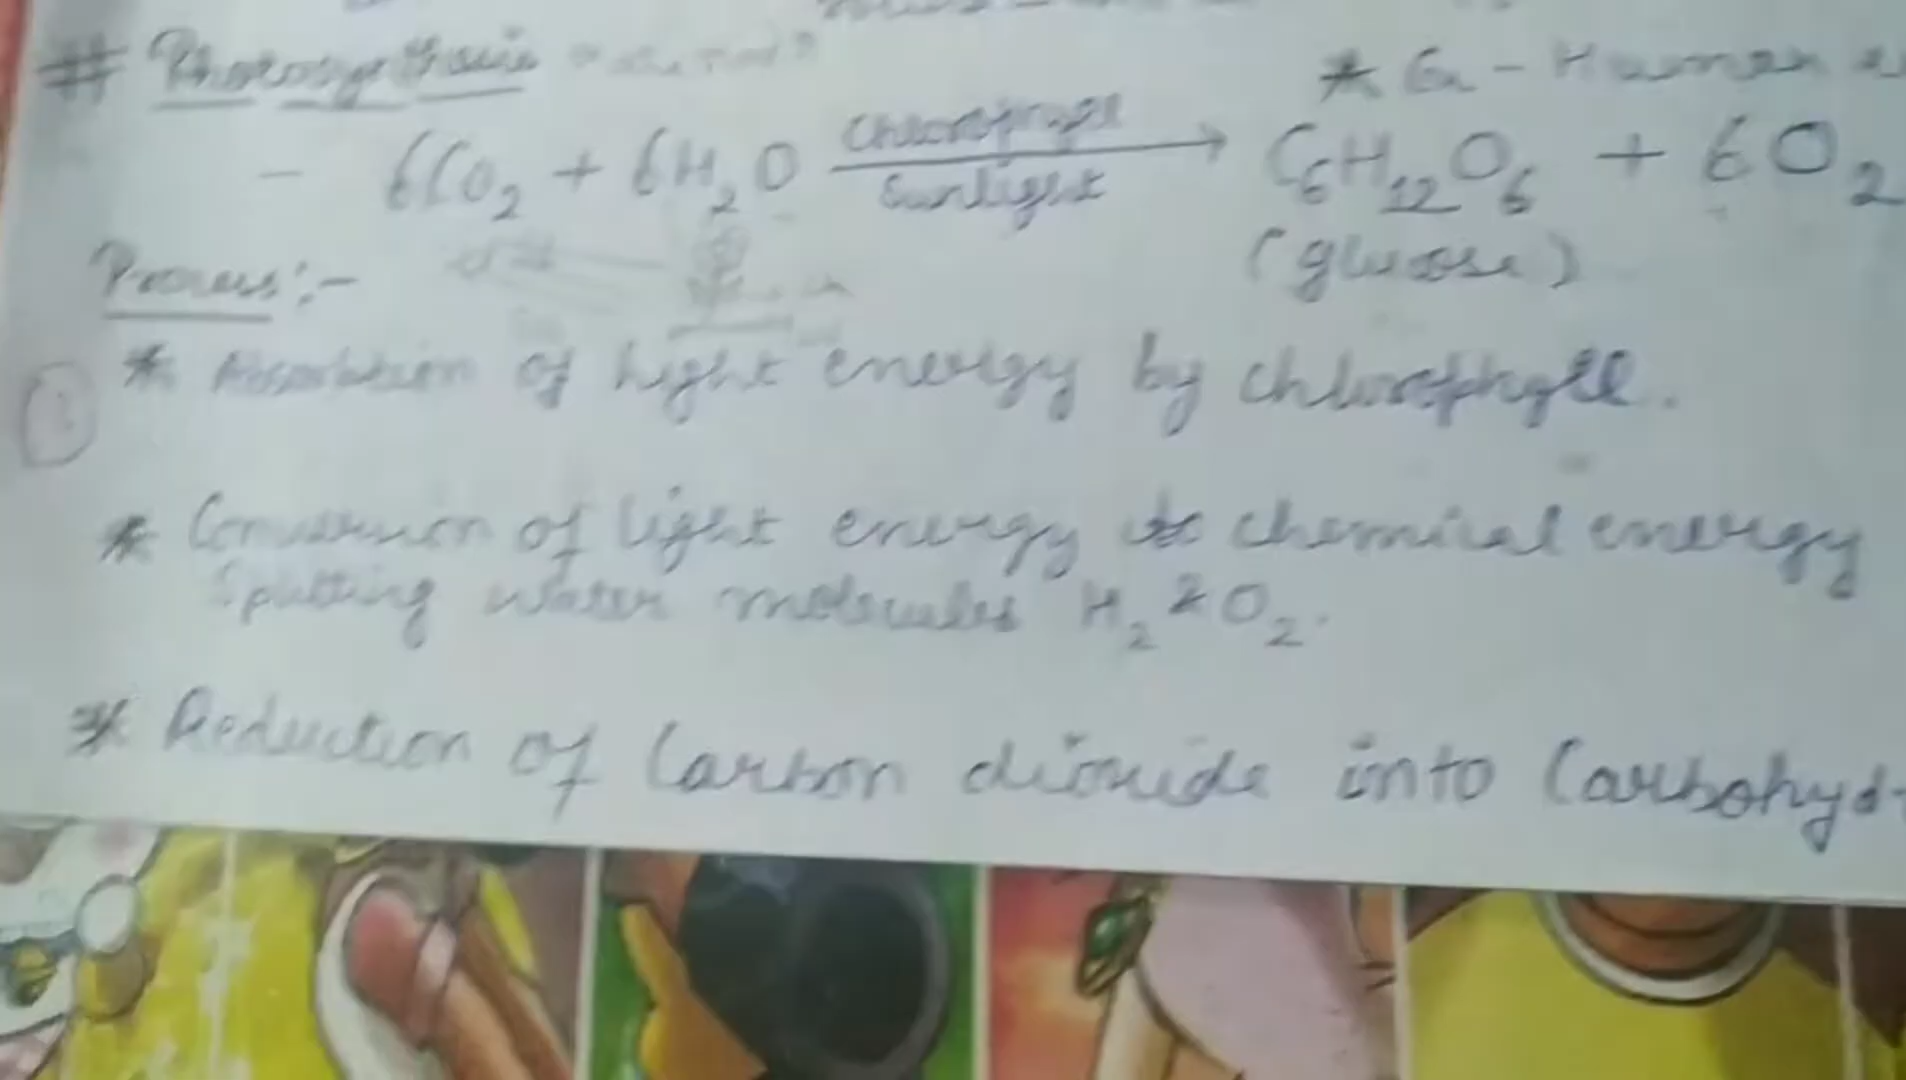 * Ex - Human
# Photosynthesis
- 6CO₂ + 6H₂O Chlorophyll Sunlight → C₆H₁₂O₆ + 6O₂
(glucose)
Process :-
* Absorbtion of light energy by chlorophyll.
* Conversion of light energy to chemical energy
Splitting water molecules H₂ & O₂.
* Reduction of Carbon dioxide into Carbohyd